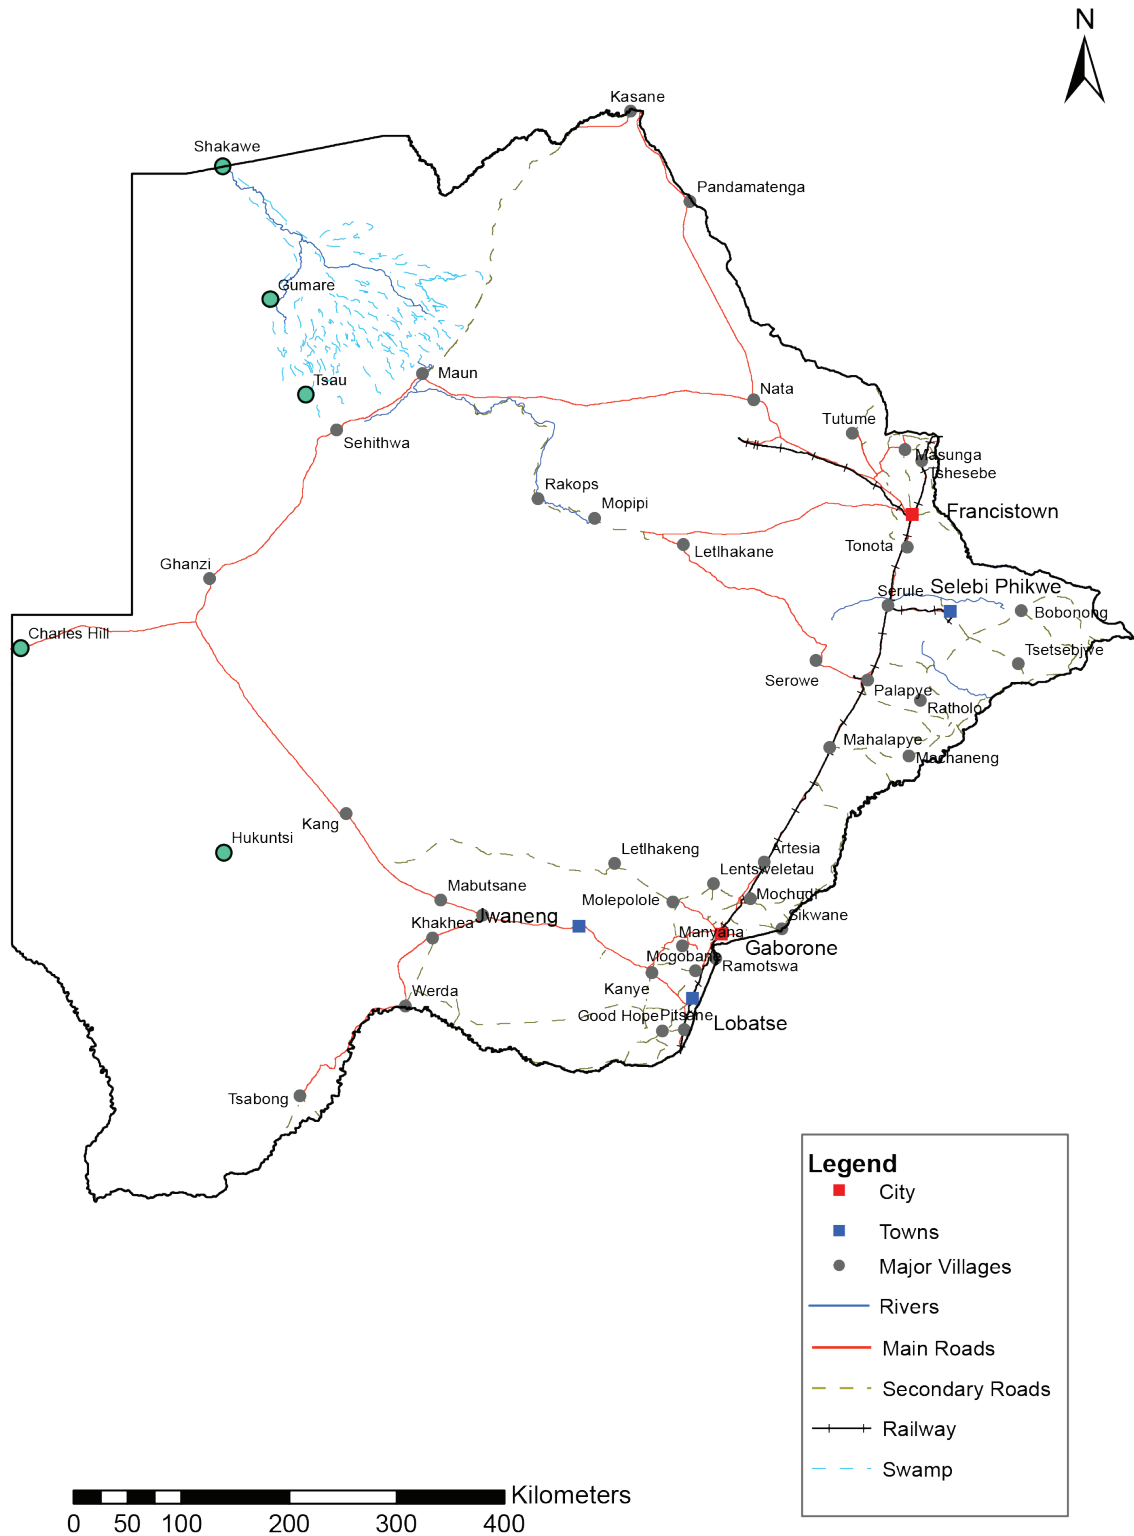 N
Kasane
Shakawe
Pandamatenga
Gumare
Maun
Tsau
Nata
Tutume
Sehithwa
Masunga
Tshesebe
Rakops
Mopipi
Francistown
Letlhakane
Tonota
Ghanzi
Selebi Phikwe
Serule
Bobonong
Charles Hill
Tsetsebjwe
Serowe
Palapye
Ratholo
Mahalapye
Machaneng
Kang
Hukuntsi
Letlhakeng
Artesia
Lentsweletau
Mabutsane
Mochudi
Molepolole
Jwaneng
Sikwane
Khakhea
Manyana
Gaborone
Mogobane
Ramotswa
Kanye
Werda
Good Hope
Pitsane
Lobatse
Tsabong
Legend
City
Towns
Major Villages
Rivers
Main Roads
Secondary Roads
Railway
Swamp
Kilometers
0 50 100 200 300 400